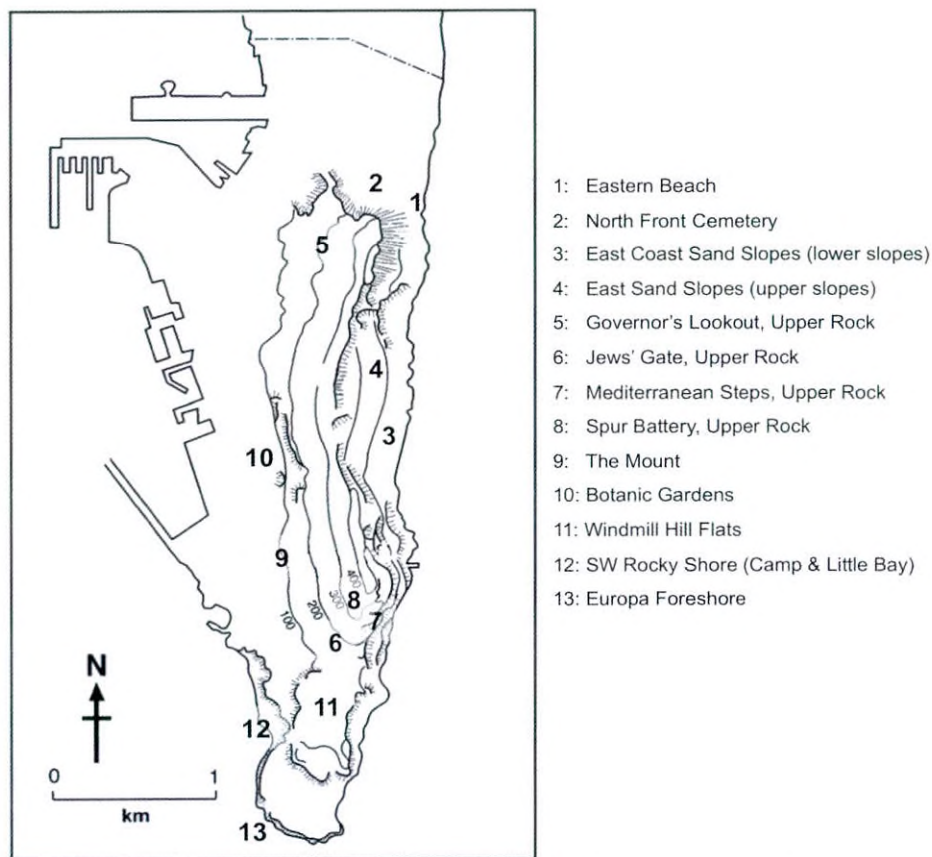 2
1
5
4
3
10
9
400
300
8
200
100
7
6
N
11
12
0 1
km
13
1: Eastern Beach
2: North Front Cemetery
3: East Coast Sand Slopes (lower slopes)
4: East Sand Slopes (upper slopes)
5: Governor's Lookout, Upper Rock
6: Jews' Gate, Upper Rock
7: Mediterranean Steps, Upper Rock
8: Spur Battery, Upper Rock
9: The Mount
10: Botanic Gardens
11: Windmill Hill Flats
12: SW Rocky Shore (Camp & Little Bay)
13: Europa Foreshore